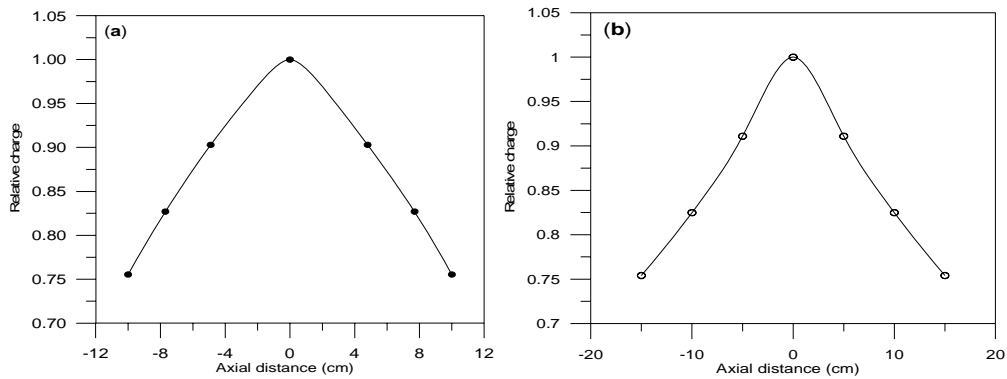 (a)
1.05
1.00
0.95
0.90
0.85
0.80
0.75
0.70
Relative charge
-12 -8 -4 0 4 8 12
Axial distance (cm)
(b)
1.05
1
0.95
0.9
0.85
0.8
0.75
0.7
Relative charge
-20 -10 0 10 20
Axial distance (cm)